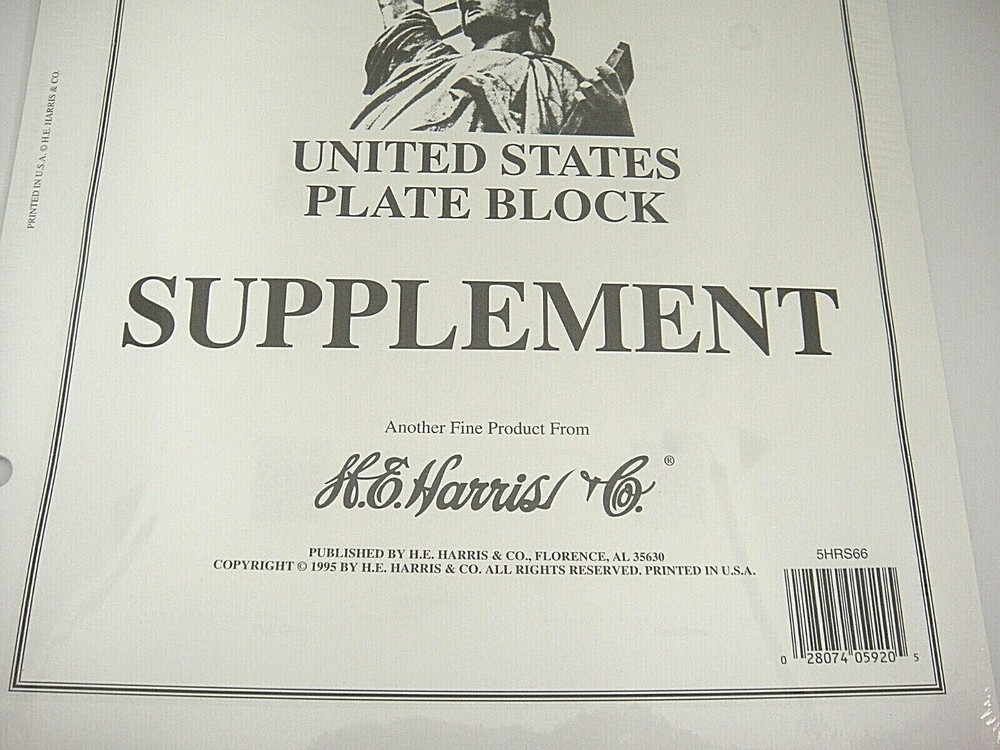 PRINTED IN U.S.A. © H.E. HARRIS & CO.
UNITED STATES
PLATE BLOCK
SUPPLEMENT
Another Fine Product From
H.E. Harris & Co.®
PUBLISHED BY H.E. HARRIS & CO., FLORENCE, AL 35630
COPYRIGHT © 1995 BY H.E. HARRIS & CO. ALL RIGHTS RESERVED. PRINTED IN U.S.A.
5HRS66
0 28074 05920 5